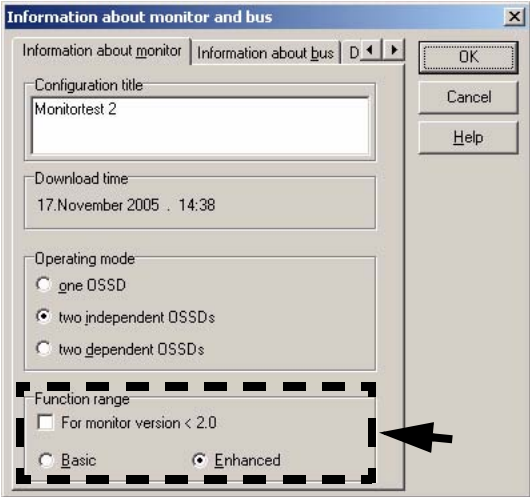 Information about monitor and bus
Information about monitor
Information about bus
D
OK
Cancel
Help
Configuration title
Monitortest 2
Download time
17.November 2005 . 14:38
Operating mode
one OSSD
two independent OSSDs
two dependent OSSDs
Function range
For monitor version < 2.0
Basic
Enhanced